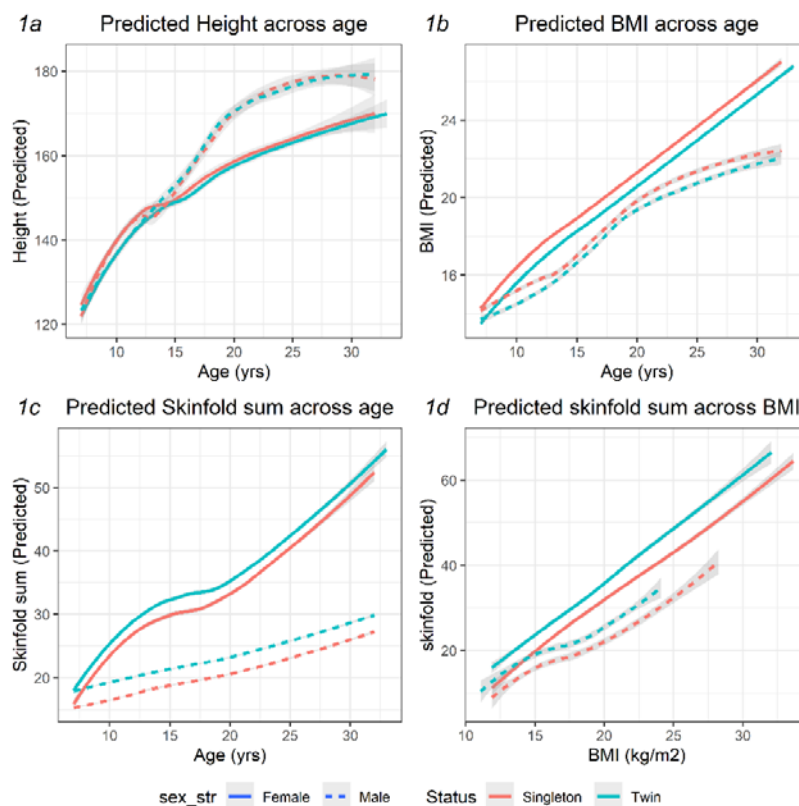 1a Predicted Height across age
180
160
140
120
Height (Predicted)
10 15 20 25 30
Age (yrs)
1b Predicted BMI across age
24
20
16
BMI (Predicted)
10 15 20 25 30
Age (yrs)
1c Predicted Skinfold sum across age
50
40
30
20
Skinfold sum (Predicted)
10 15 20 25 30
Age (yrs)
1d Predicted skinfold sum across BMI
60
40
20
0
skinfold (Predicted)
10 15 20 25 30
BMI (kg/m2)
sex_str Female Male Status Singleton Twin